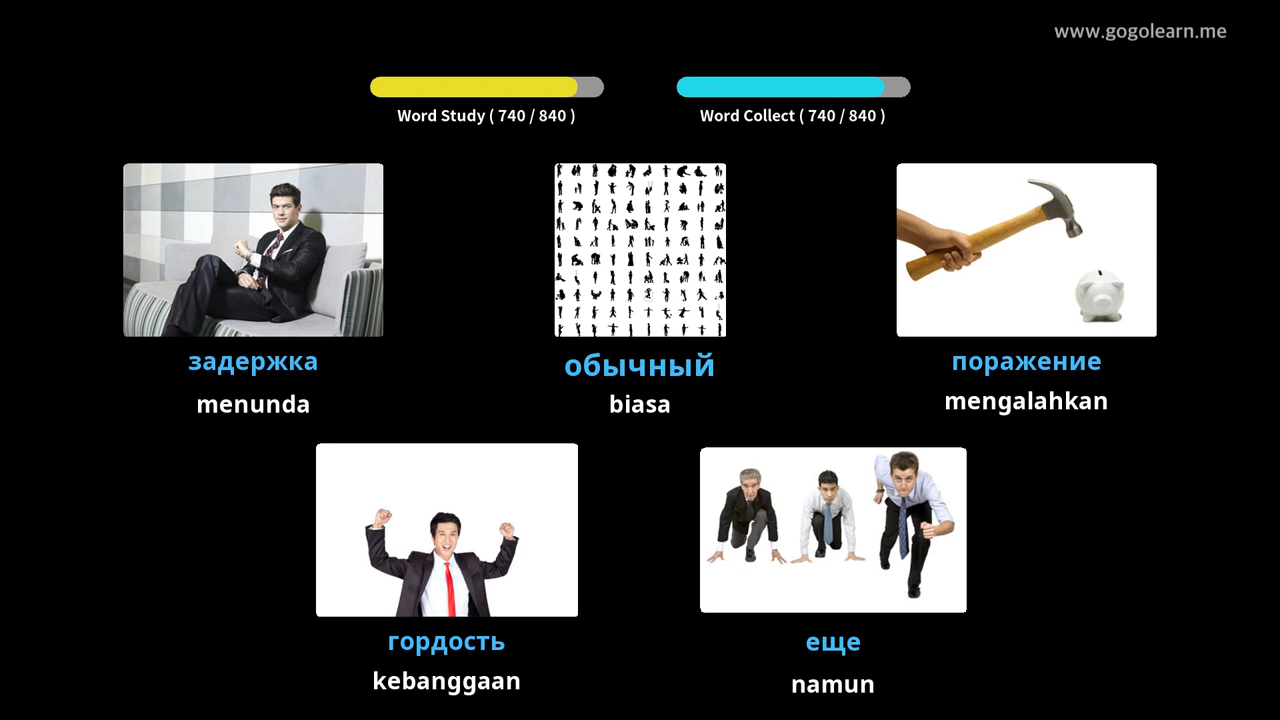 www.gogolearn.me
Word Study ( 740 / 840 )
Word Collect ( 740 / 840 )
задержка
menunda
обычный
biasa
поражение
mengalahkan
гордость
kebanggaan
еще
namun